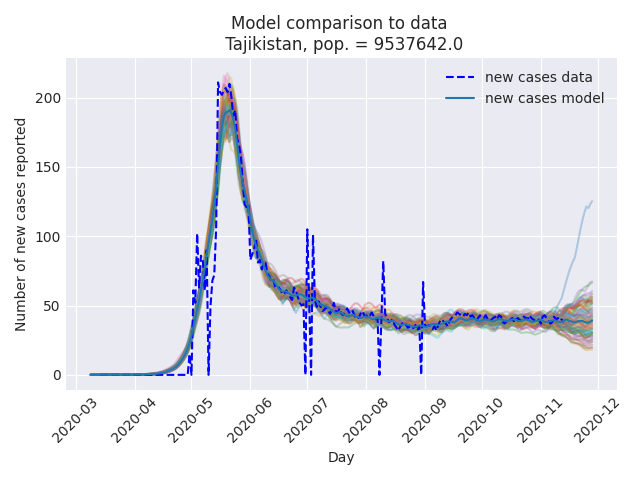 Model comparison to data
Tajikistan, pop. = 9537642.0
new cases data
new cases model
Number of new cases reported
200
150
100
50
0
2020-03
2020-04
2020-05
2020-06
2020-07
2020-08
2020-09
2020-10
2020-11
2020-12
Day